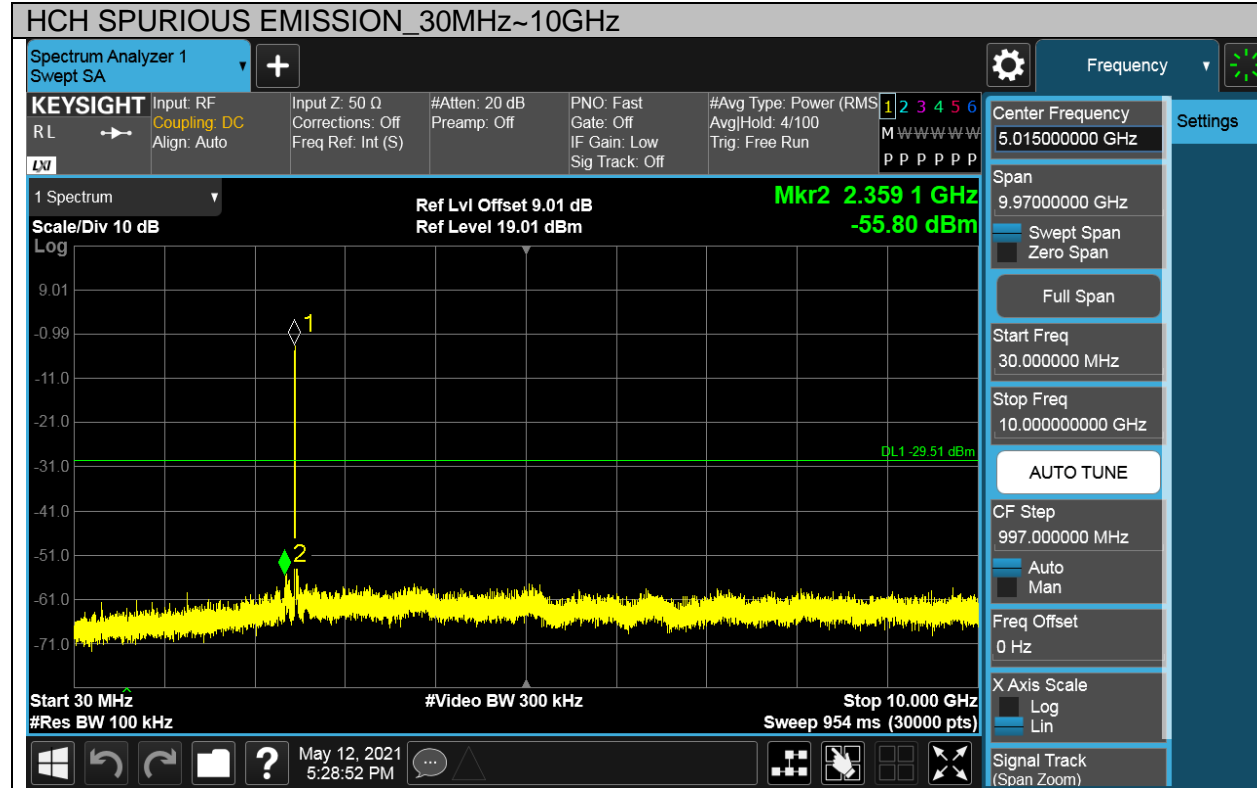 HCH SPURIOUS EMISSION_30MHz~10GHz
Spectrum Analyzer 1
Swept SA
+
Frequency
KEYSIGHT
RL
LXI
Input: RF
Coupling: DC
Align: Auto
Input Z: 50 Ω
Corrections: Off
Freq Ref: Int (S)
#Atten: 20 dB
Preamp: Off
PNO: Fast
Gate: Off
IF Gain: Low
Sig Track: Off
#Avg Type: Power (RMS
Avg|Hold: 4/100
Trig: Free Run
1 2 3 4 5 6
M W W W W W
P P P P P P
Center Frequency
5.015000000 GHz
Settings
Span
9.97000000 GHz
Swept Span
Zero Span
Full Span
Start Freq
30.000000 MHz
Stop Freq
10.000000000 GHz
AUTO TUNE
CF Step
997.000000 MHz
Auto
Man
Freq Offset
0 Hz
X Axis Scale
Log
Lin
Signal Track
(Span Zoom)
1 Spectrum
Scale/Div 10 dB
Log
Ref Lvl Offset 9.01 dB
Ref Level 19.01 dBm
Mkr2 2.359 1 GHz
-55.80 dBm
9.01
-0.99
-11.0
-21.0
-31.0
-41.0
-51.0
-61.0
-71.0
1
2
DL1 -29.51 dBm
Start 30 MHz
#Video BW 300 kHz
Stop 10.000 GHz
#Res BW 100 kHz
Sweep 954 ms (30000 pts)
?
May 12, 2021
5:28:52 PM